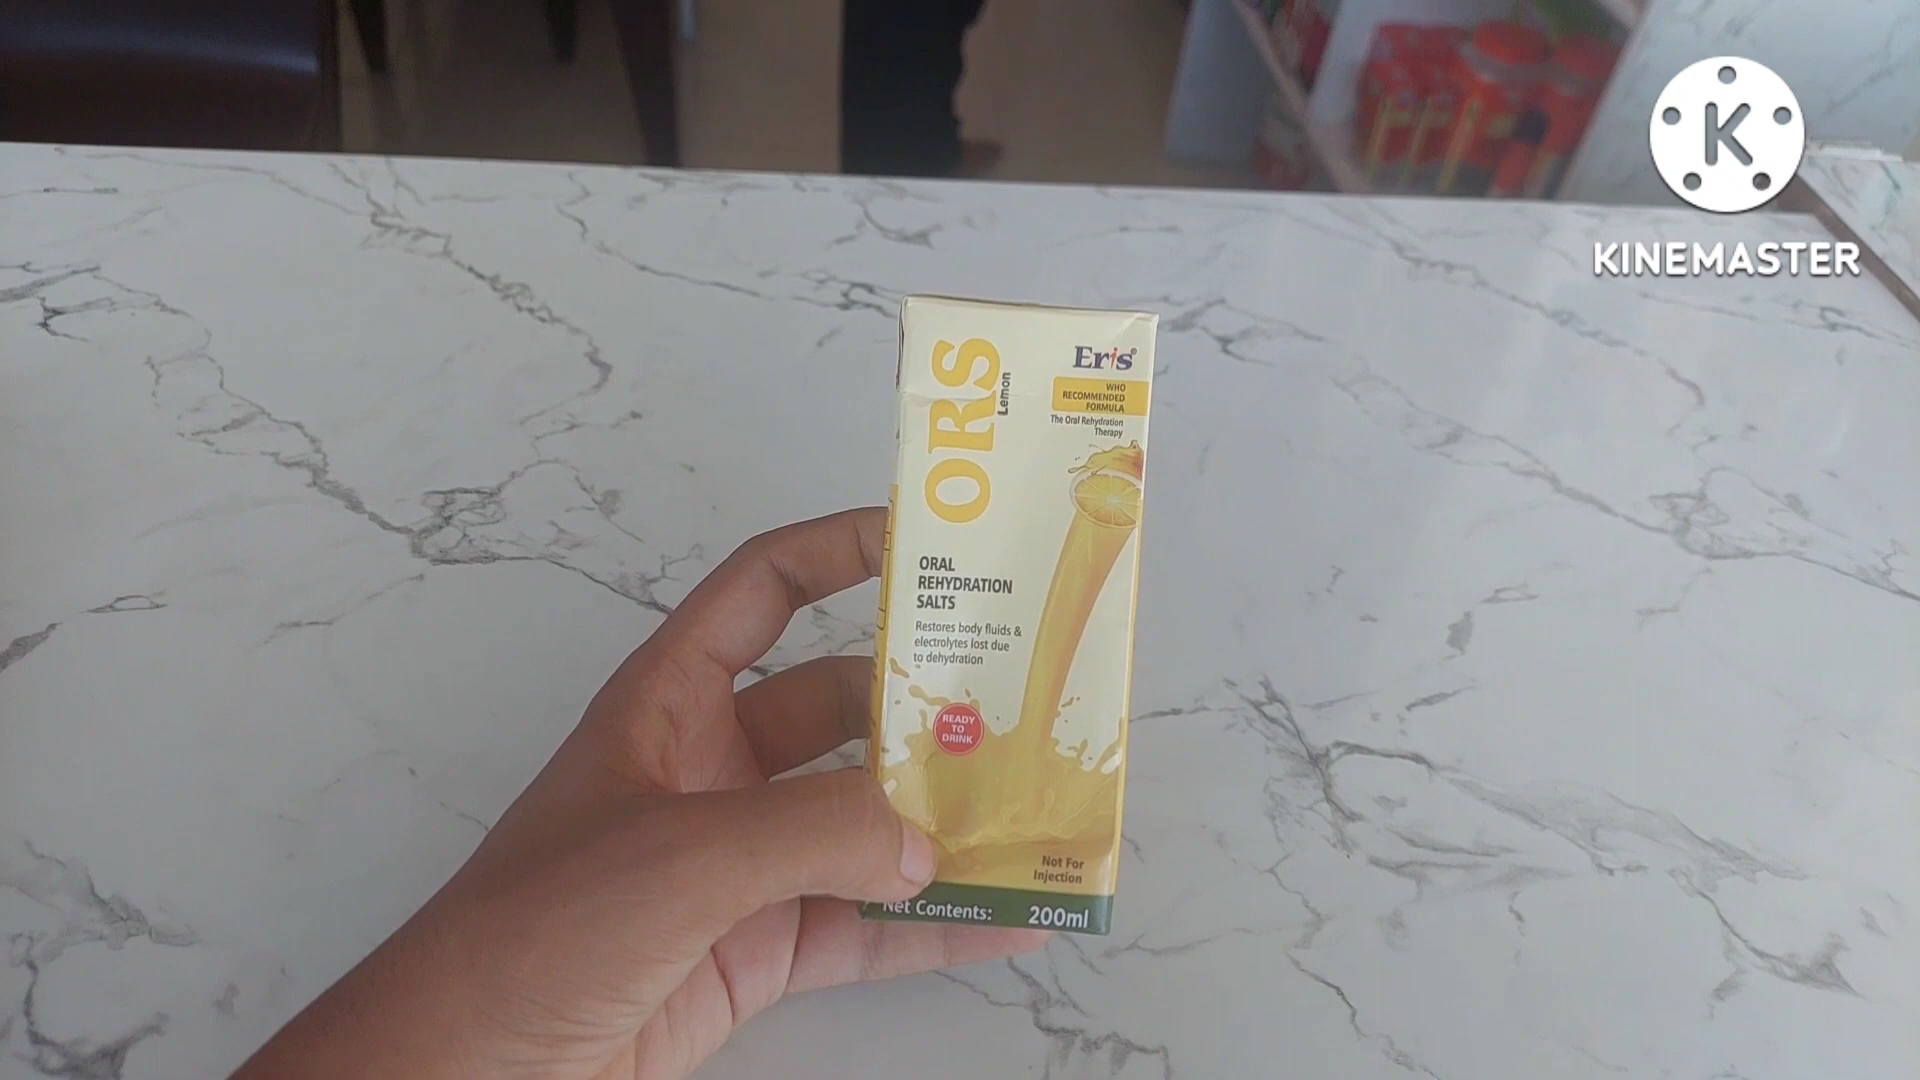 K
KINEMASTER
ORS
Lemon
Eris®
WHO
RECOMMENDED
FORMULA
The Oral Rehydration
Therapy
ORAL
REHYDRATION
SALTS
Restores body fluids &
electrolytes lost due
to dehydration
READY
TO
DRINK
Not For
Injection
Net Contents: 200ml